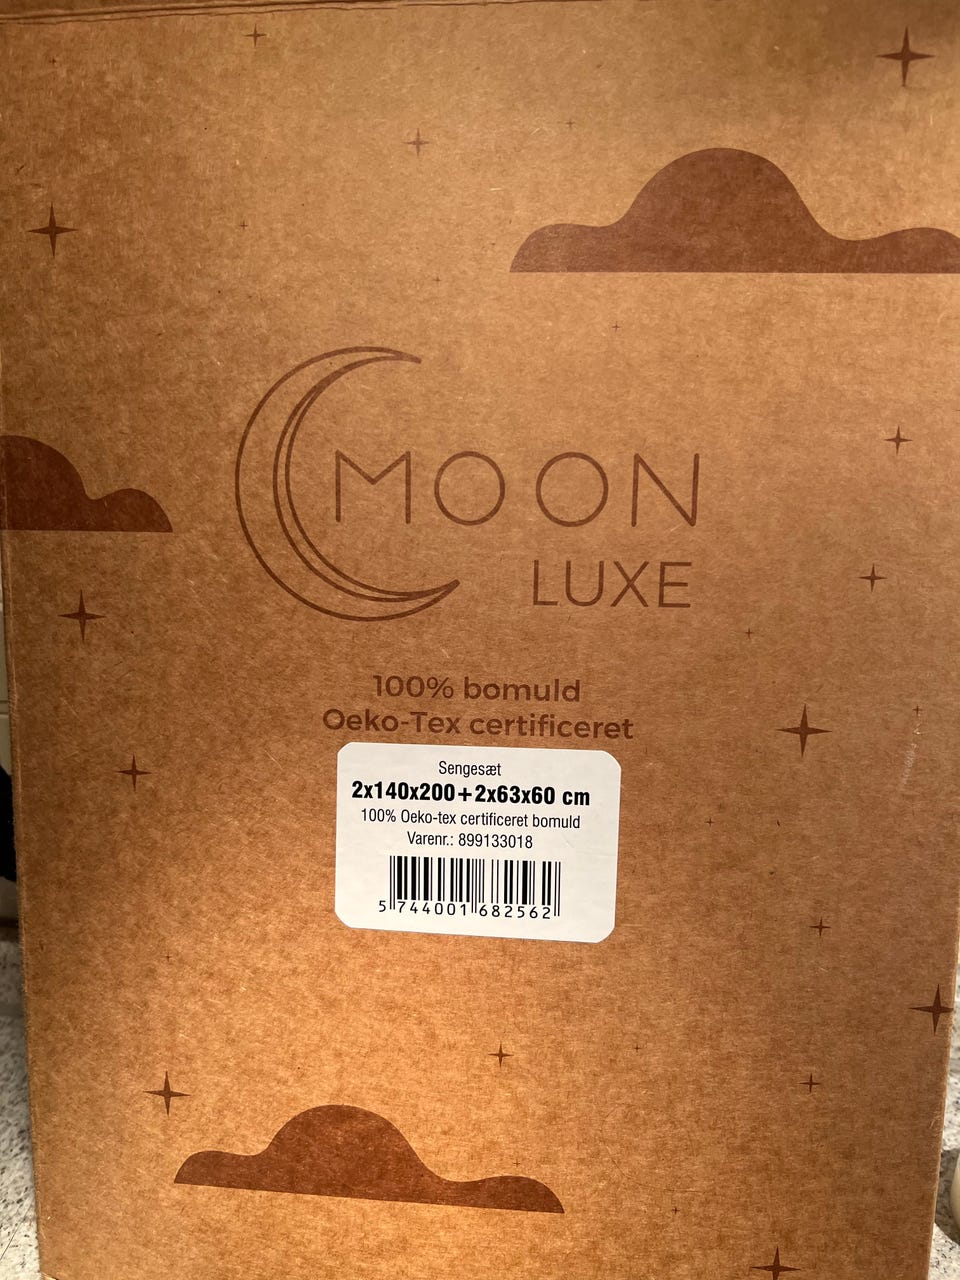 MOON
LUXE
100% bomuld
Oeko-Tex certificeret
Sengesæt
2x140x200+2x63x60 cm
100% Oeko-tex certificeret bomuld
Varenr.: 899133018
5 744001 682562